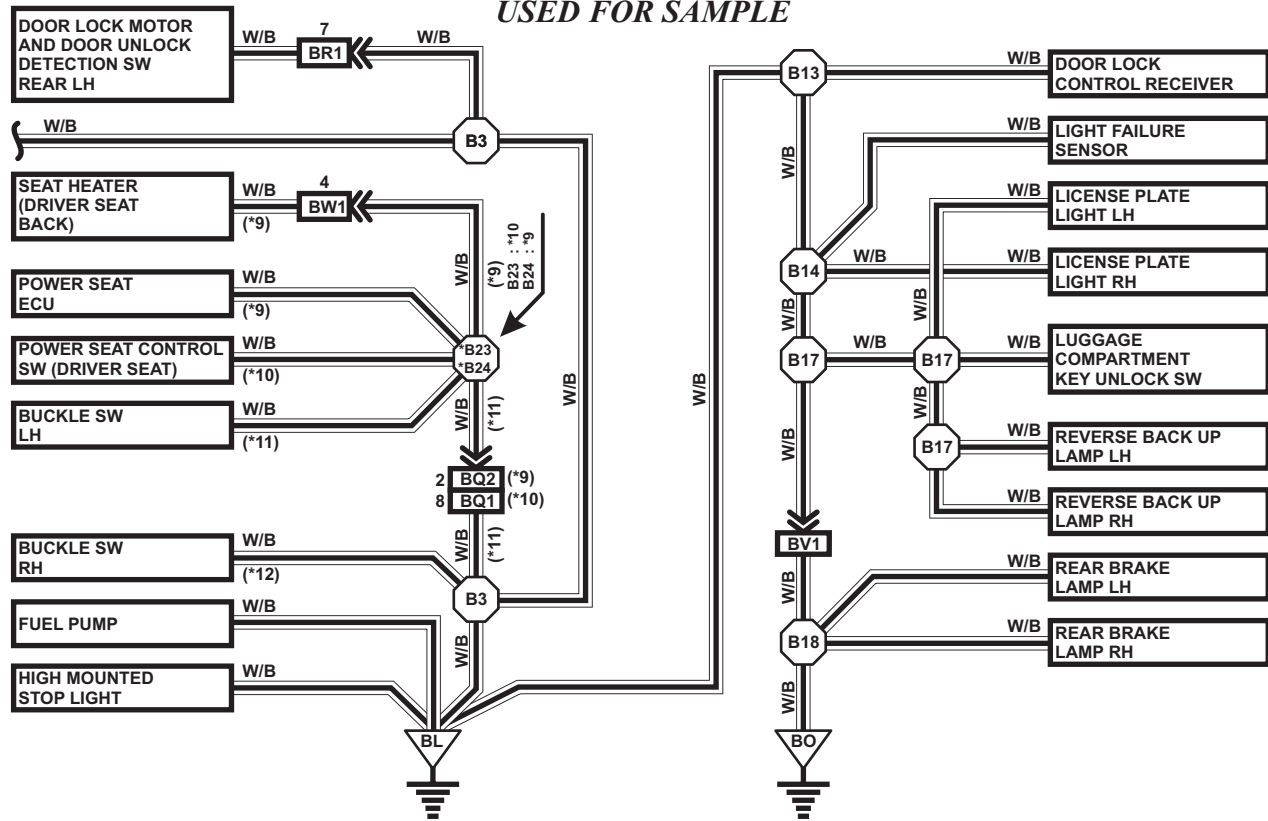 USED FOR SAMPLE
DOOR LOCK MOTOR
AND DOOR UNLOCK
DETECTION SW
REAR LH
W/B
7
BR1
W/B
W/B
B3
SEAT HEATER
(DRIVER SEAT
BACK)
W/B
(*9)
4
BW1
W/B
(*9)
B23 : *10
B24 : *9
POWER SEAT
ECU
W/B
(*9)
POWER SEAT CONTROL
SW (DRIVER SEAT)
W/B
(*10)
*B23
*B24
BUCKLE SW
LH
W/B
(*11)
W/B
(*11)
W/B
2 BQ2 (*9)
8 BQ1 (*10)
W/B
(*11)
BUCKLE SW
RH
W/B
(*12)
B3
FUEL PUMP
W/B
W/B
HIGH MOUNTED
STOP LIGHT
W/B
BL
W/B
B13
W/B
DOOR LOCK
CONTROL RECEIVER
W/B
W/B
LIGHT FAILURE
SENSOR
W/B
LICENSE PLATE
LIGHT LH
B14
W/B
W/B
LICENSE PLATE
LIGHT RH
W/B
W/B
B17
W/B
B17
W/B
LUGGAGE
COMPARTMENT
KEY UNLOCK SW
W/B
W/B
B17
W/B
REVERSE BACK UP
LAMP LH
W/B
REVERSE BACK UP
LAMP RH
BV1
W/B
W/B
REAR BRAKE
LAMP LH
B18
W/B
REAR BRAKE
LAMP RH
W/B
BO